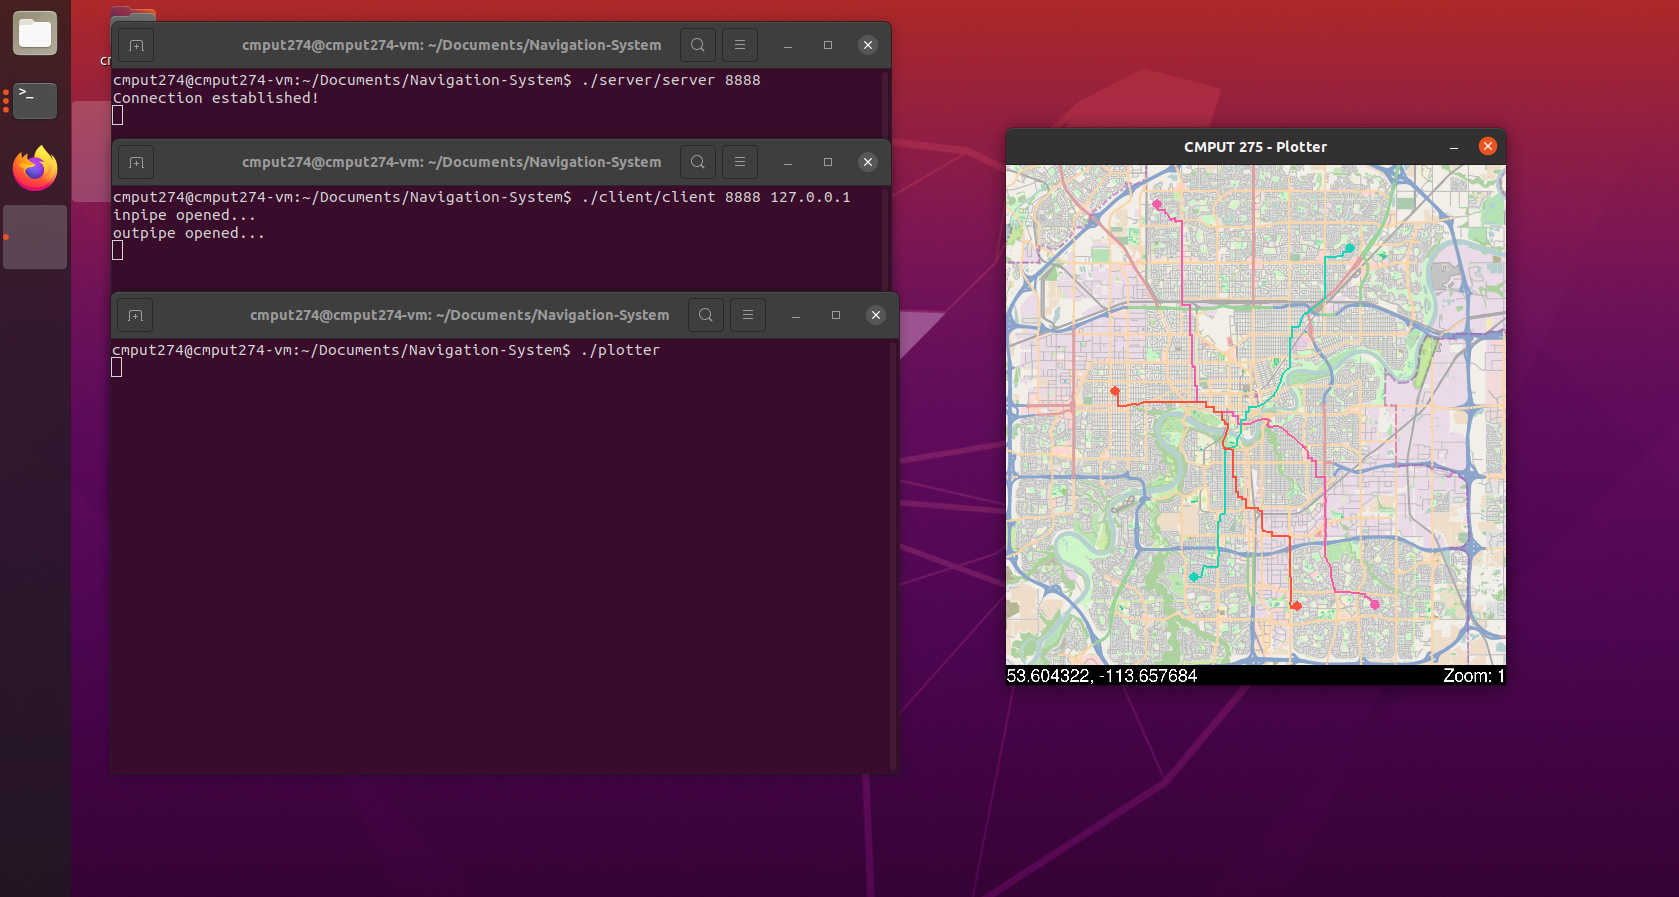 cr
cmput274@cmput274-vm: ~/Documents/Navigation-System
cmput274@cmput274-vm:~/Documents/Navigation-System$ ./server/server 8888
Connection established!
cmput274@cmput274-vm: ~/Documents/Navigation-System
cmput274@cmput274-vm:~/Documents/Navigation-System$ ./client/client 8888 127.0.0.1
inpipe opened...
outpipe opened...
cmput274@cmput274-vm: ~/Documents/Navigation-System
cmput274@cmput274-vm:~/Documents/Navigation-System$ ./plotter
CMPUT 275 - Plotter
53.604322, -113.657684 Zoom: 1